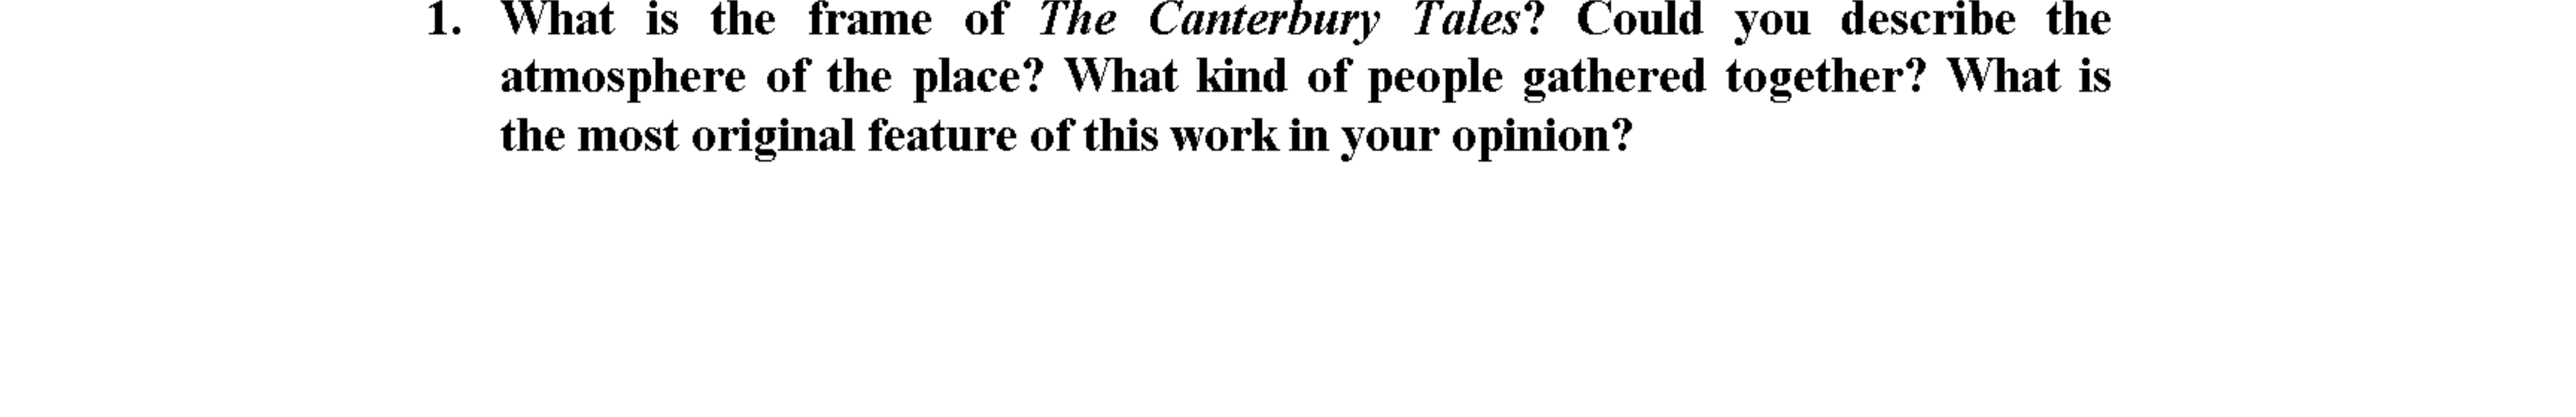 1. What is the frame of The Canterbury Tales? Could you describe the
atmosphere of the place? What kind of people gathered together? What is
the most original feature of this work in your opinion?